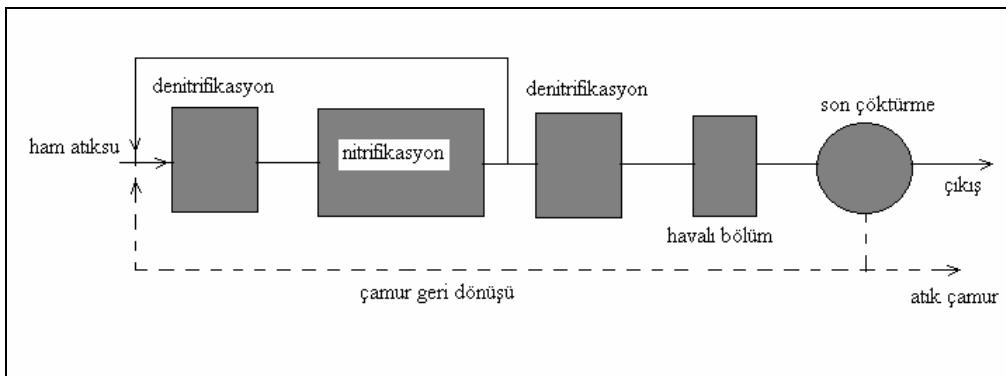 denitrifikasyon
denitrifikasyon
son çöktürme
ham atıksu
nitrifikasyon
çıkış
havalı bölüm
çamur geri dönüşü
atık çamur